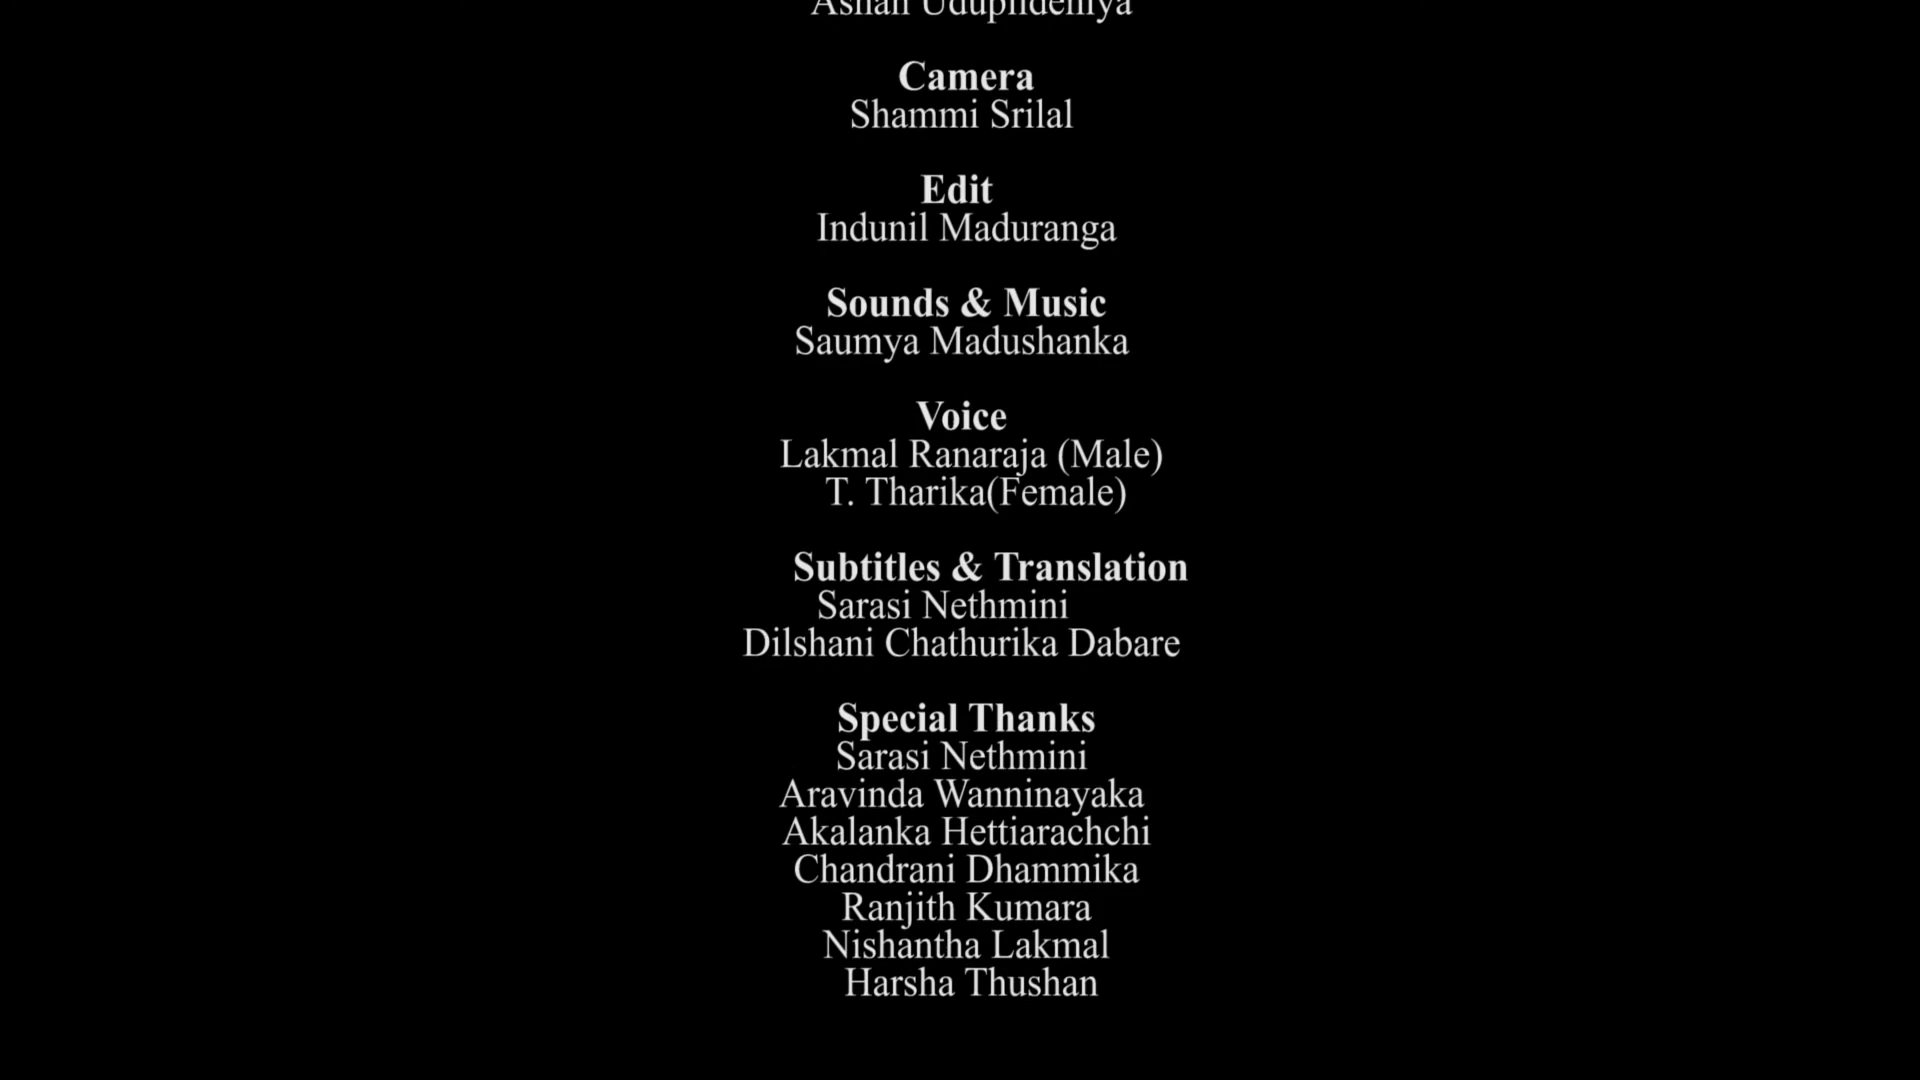 Camera
Shammi Srilal
Edit
Indunil Maduranga
Sounds & Music
Saumya Madushanka
Voice
Lakmal Ranaraja (Male)
T. Tharika(Female)
Subtitles & Translation
Sarasi Nethmini
Dilshani Chathurika Dabare
Special Thanks
Sarasi Nethmini
Aravinda Wanninayaka
Akalanka Hettiarachchi
Chandrani Dhammika
Ranjith Kumara
Nishantha Lakmal
Harsha Thushan